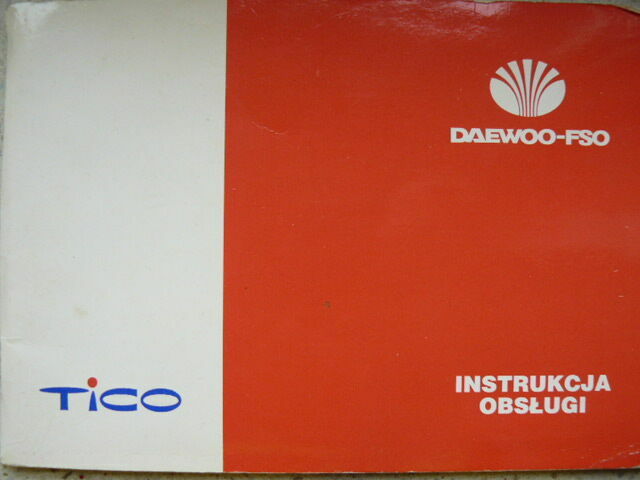 DAEWOO-FSO
TiCO
INSTRUKCJA
OBSŁUGI